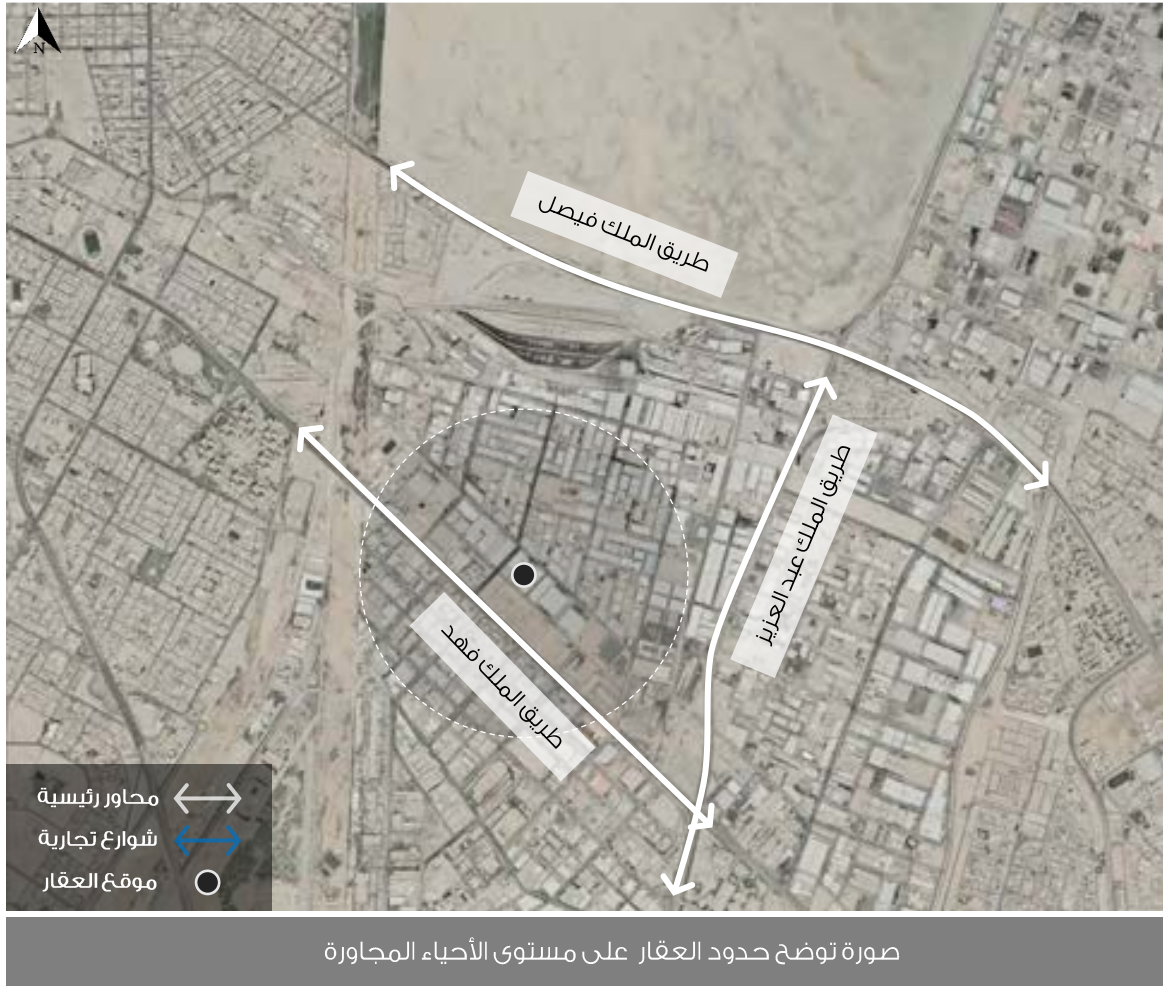 N
طريق الملك فيصل
طريق الملك عبد العزيز
طريق الملك فهد
محاور رئيسية
شوارع تجارية
موقع العقار
صورة توضح حدود العقار على مستوى الأحياء المجاورة